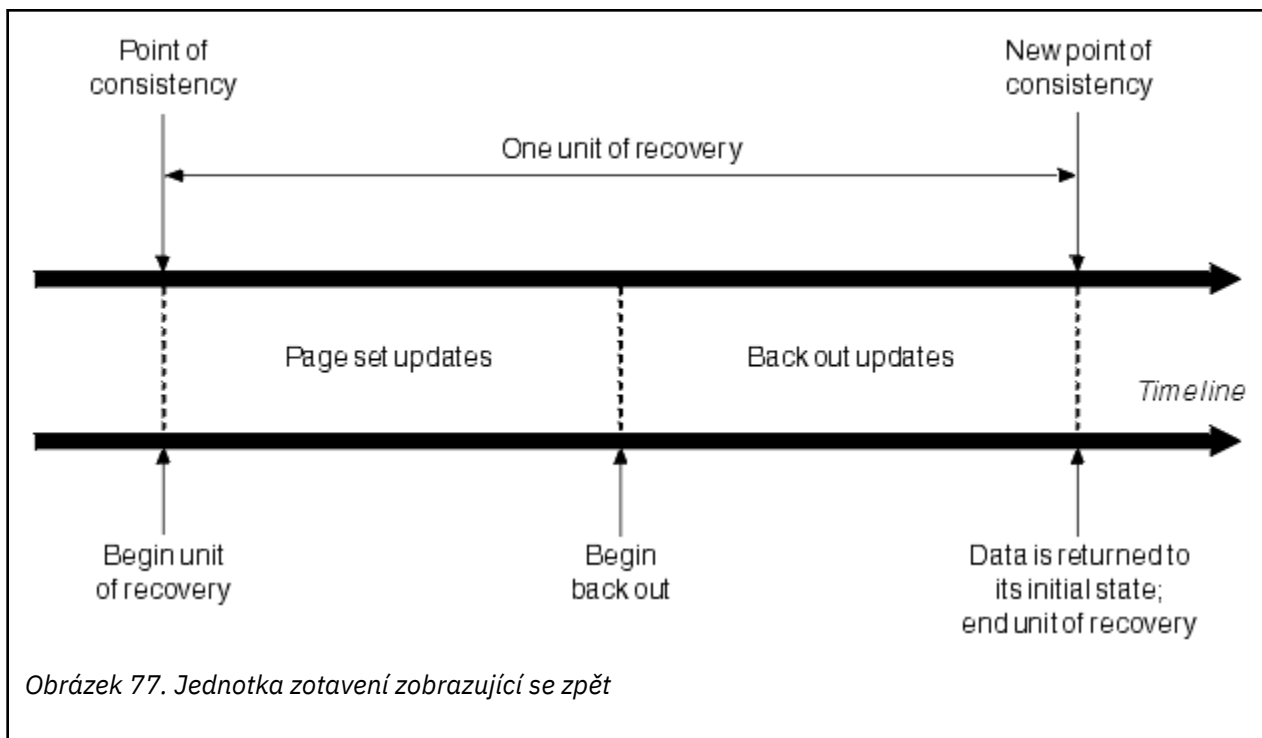 Point of
consistency
New point of
consistency
One unit of recovery
Page set updates
Back out updates
Timeline
Begin unit
of recovery
Begin
back out
Data is returned to
its initial state;
end unit of recovery
Obrázek 77. Jednotka zotavení zobrazující se zpět